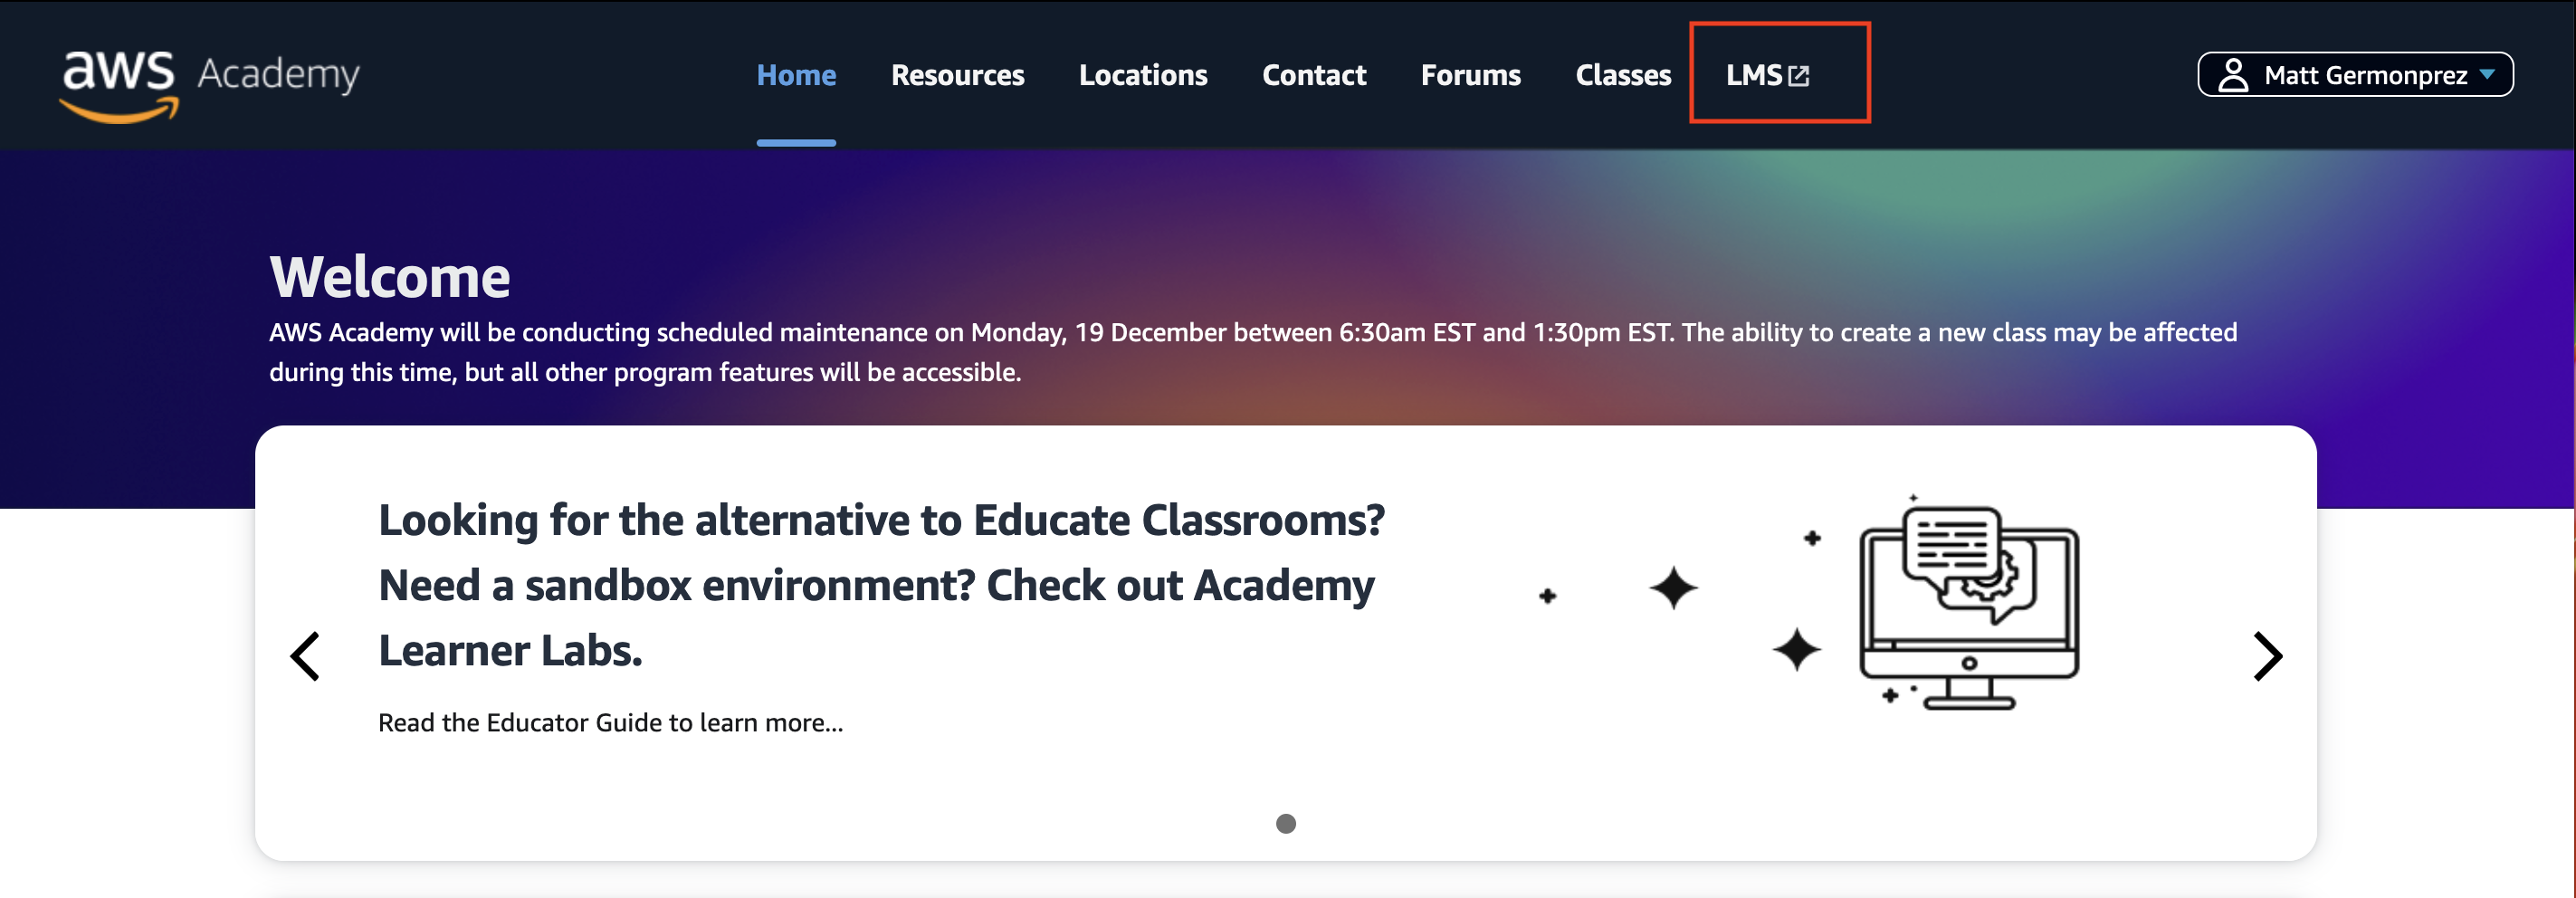 aws Academy
Home Resources Locations Contact Forums Classes LMS
Matt Germonprez
Welcome
AWS Academy will be conducting scheduled maintenance on Monday, 19 December between 6:30am EST and 1:30pm EST. The ability to create a new class may be affected
during this time, but all other program features will be accessible.
Looking for the alternative to Educate Classrooms?
Need a sandbox environment? Check out Academy
Learner Labs.
Read the Educator Guide to learn more...